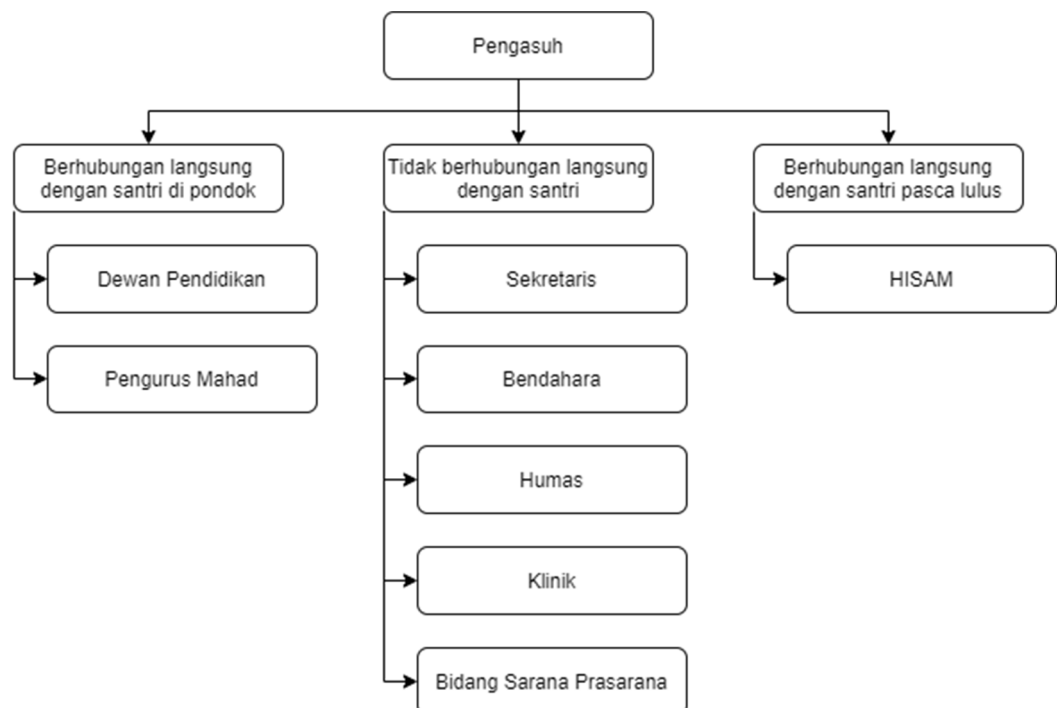 Pengasuh
Berhubungan langsung
dengan santri di pondok
Tidak berhubungan langsung
dengan santri
Berhubungan langsung
dengan santri pasca lulus
Dewan Pendidikan
Sekretaris
HISAM
Pengurus Mahad
Bendahara
Humas
Klinik
Bidang Sarana Prasarana